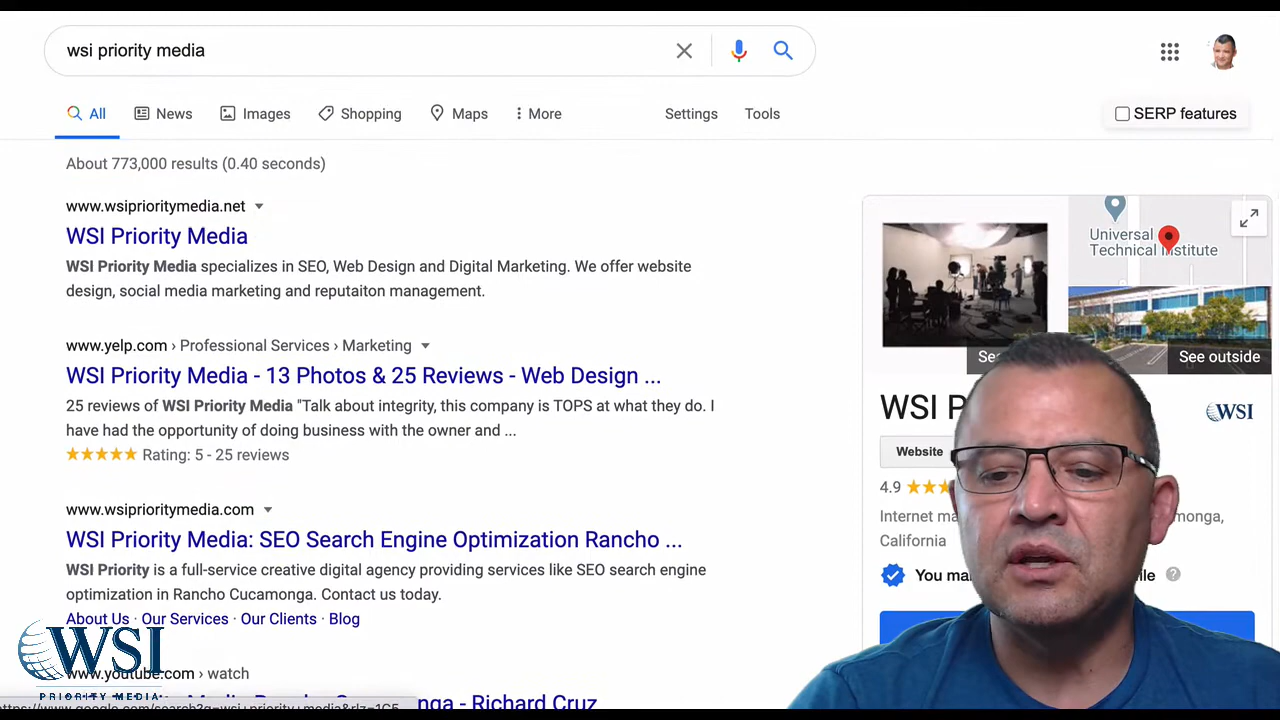 wsi priority media
All
News
Images
Shopping
Maps
More
Settings
Tools
SERP features
About 773,000 results (0.40 seconds)
www.wsiprioritymedia.net
WSI Priority Media
WSI Priority Media specializes in SEO, Web Design and Digital Marketing. We offer website
design, social media marketing and reputaiton management.
www.yelp.com › Professional Services › Marketing
WSI Priority Media - 13 Photos & 25 Reviews - Web Design ...
25 reviews of WSI Priority Media "Talk about integrity, this company is TOPS at what they do. I
have had the opportunity of doing business with the owner and ...
Rating: 5 - 25 reviews
www.wsiprioritymedia.com
WSI Priority Media: SEO Search Engine Optimization Rancho ...
WSI Priority is a full-service creative digital agency providing services like SEO search engine
optimization in Rancho Cucamonga. Contact us today.
About Us · Our Services · Our Clients · Blog
www.youtube.com › watch
Richard Cruz
WSI
PRIORITY MEDIA
Universal
Technical Institute
See outside
WSI
WSI
Website
4.9
Internet
California
You